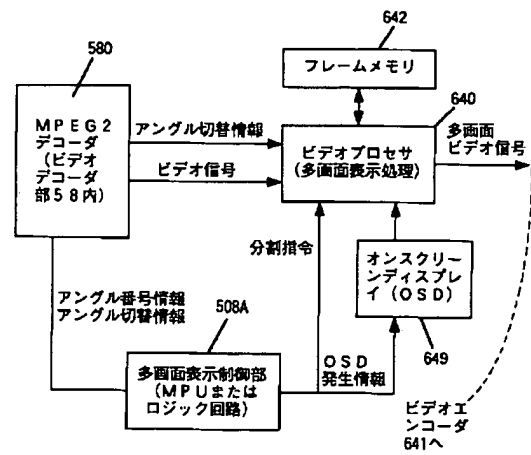 642
580
フレームメモリ
640
MPEG2
デコーダ
(ビデオ
デコーダ
部58内)
アングル切替情報
ビデオ信号
ビデオプロセサ
(多画面表示処理)
多画面
ビデオ信号
分割指令
オンスクリー
ンディスプレ
イ(OSD)
アングル番号情報
アングル切替情報
508A
649
多画面表示制御部
(MPUまたは
ロジック回路)
OSD
発生情報
ビデオエ
ンコーダ
641へ